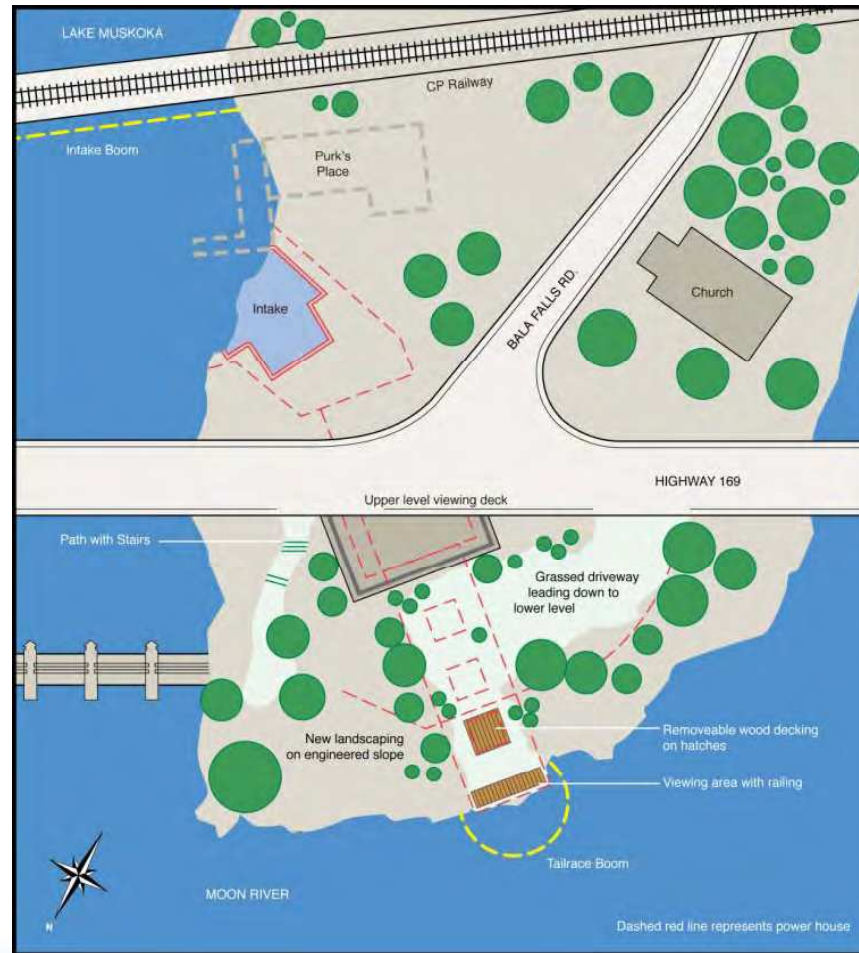 LAKE MUSKOKA
CP Railway
Intake Boom
Purk's
Place
Intake
BALA FALLS RD.
Church
HIGHWAY 169
Upper level viewing deck
Path with Stairs
Grassed driveway
leading down to
lower level
New landscaping
on engineered slope
Removeable wood decking
on hatches
Viewing area with railing
Tailrace Boom
MOON RIVER
N
Dashed red line represents power house